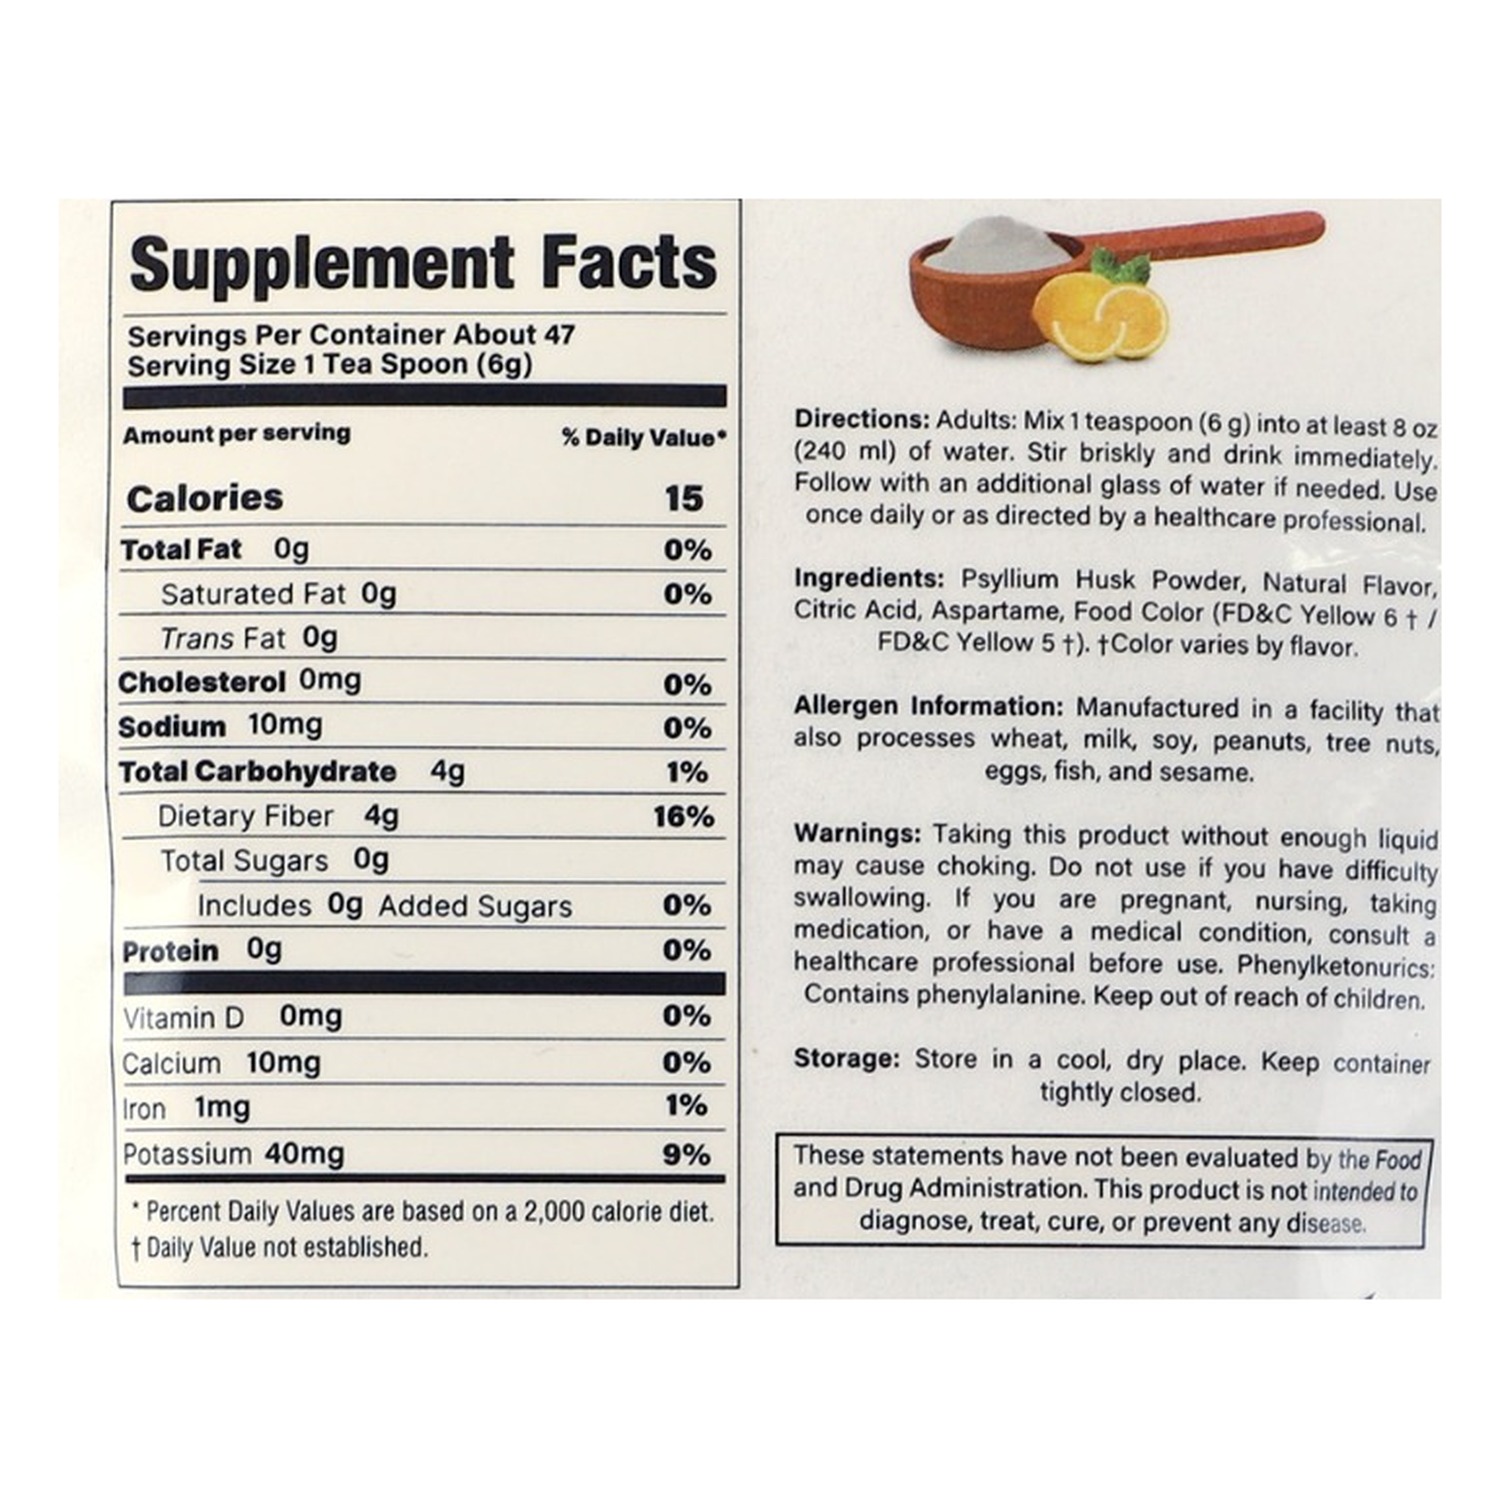 Supplement Facts
Servings Per Container About 47
Serving Size 1 Tea Spoon (6g)
Amount per serving % Daily Value*
Calories 15
Total Fat 0g 0%
Saturated Fat 0g 0%
Trans Fat 0g
Cholesterol 0mg 0%
Sodium 10mg 0%
Total Carbohydrate 4g 1%
Dietary Fiber 4g 16%
Total Sugars 0g
Includes 0g Added Sugars 0%
Protein 0g 0%
Vitamin D 0mg 0%
Calcium 10mg 0%
Iron 1mg 1%
Potassium 40mg 9%
* Percent Daily Values are based on a 2,000 calorie diet.
† Daily Value not established.
Directions: Adults: Mix 1 teaspoon (6 g) into at least 8 oz
(240 ml) of water. Stir briskly and drink immediately.
Follow with an additional glass of water if needed. Use
once daily or as directed by a healthcare professional.
Ingredients: Psyllium Husk Powder, Natural Flavor,
Citric Acid, Aspartame, Food Color (FD&C Yellow 6 † /
FD&C Yellow 5 †). †Color varies by flavor.
Allergen Information: Manufactured in a facility that
also processes wheat, milk, soy, peanuts, tree nuts,
eggs, fish, and sesame.
Warnings: Taking this product without enough liquid
may cause choking. Do not use if you have difficulty
swallowing. If you are pregnant, nursing, taking
medication, or have a medical condition, consult a
healthcare professional before use. Phenylketonurics:
Contains phenylalanine. Keep out of reach of children.
Storage: Store in a cool, dry place. Keep container
tightly closed.
These statements have not been evaluated by the Food
and Drug Administration. This product is not intended to
diagnose, treat, cure, or prevent any disease.